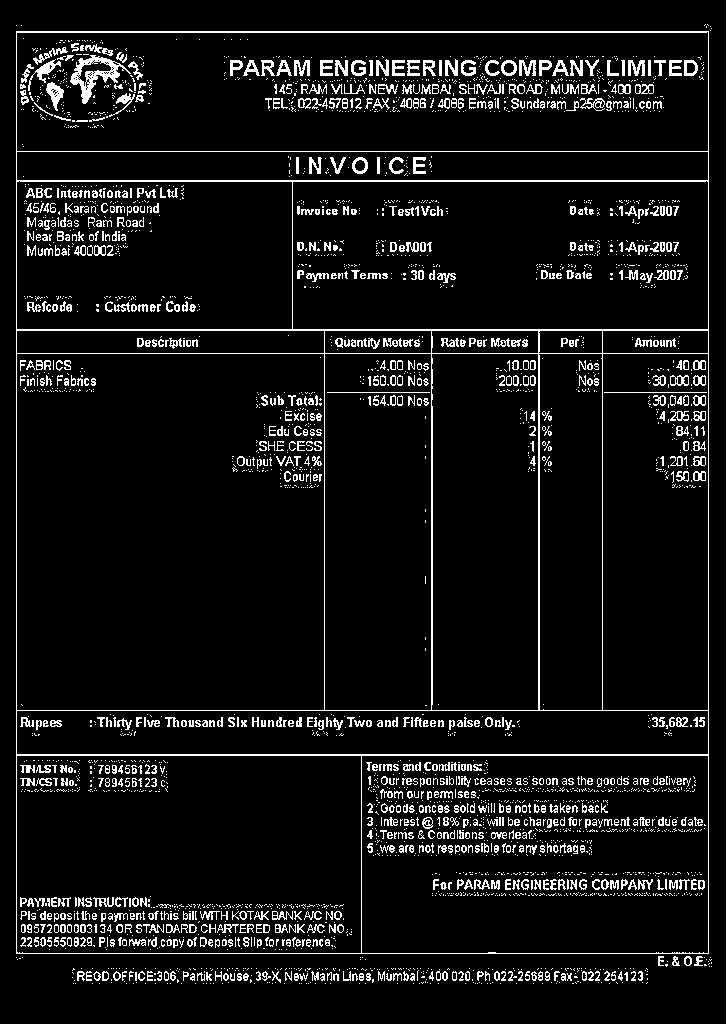 Davsant Marine Services (I) Pvt. Ltd.
PARAM ENGINEERING COMPANY LIMITED
145, RAM VILLA NEW MUMBAI, SHIVAJI ROAD, MUMBAI - 400 020
TEL: 022-457812 FAX : 4086 / 4086 Email : Sundaram_p25@gmail.com
INVOICE
ABC International Pvt Ltd
45/46, Karan Compound
Magaldas Ram Road -
Near Bank of India
Mumbai 400002
Refcode : Customer Code
Invoice No : Test1Vch Date : 1-Apr-2007
D.N. No. : Del\001 Date : 1-Apr-2007
Payment Terms : 30 days Due Date : 1-May-2007
Description Quantity Meters Rate Per Meters Per Amount
FABRICS 4.00 Nos 10.00 Nos 40.00
Finish Fabrics 150.00 Nos 200.00 Nos 30,000.00
Sub Total: 154.00 Nos 30,040.00
Excise 14 % 4,205.60
Edu Cess 2 % 84.11
SHE CESS 1 % 0.84
Output VAT 4% 4 % 1,201.60
Courier 150.00
Rupees : Thirty Five Thousand Six Hundred Eighty Two and Fifteen paise Only. 35,682.15
TIN/LST No. : 789456123 v
TIN/CST No. : 789456123 c
PAYMENT INSTRUCTION:
Pls deposit the payment of this bill WITH KOTAK BANK A/C NO.
09572000003134 OR STANDARD CHARTERED BANK A/C NO.
22505550829. Pls forward copy of Deposit Slip for reference.
Terms and Conditions:
1. Our responsibility ceases as soon as the goods are delivery
from our permises.
2. Goods onces sold will be not be taken back.
3. Interest @ 18% p.a. will be charged for payment after due date.
4. Terms & Conditions overleaf.
5. we are not responsible for any shortage.
For PARAM ENGINEERING COMPANY LIMITED
E. & O.E.
REGD.OFFICE:306, Partik House, 39-X, New Marin Lines, Mumbai - 400 020. Ph 022-25689 Fax - 022 254123